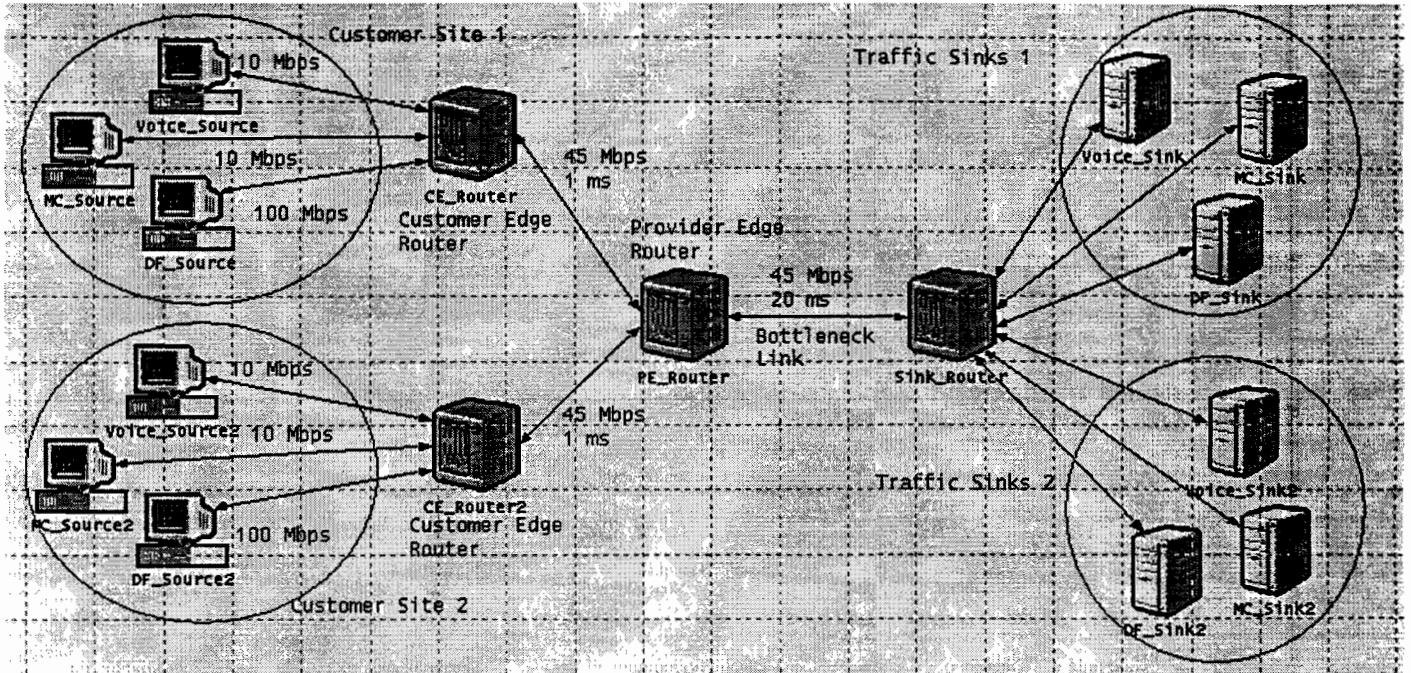 Customer Site 1
10 Mbps
Voice_Source
10 Mbps
MC_Source
100 Mbps
DF_Source
CE_Router
Customer Edge
Router
45 Mbps
1 ms
Provider Edge
Router
PE_Router
45 Mbps
20 ms
Bottleneck
Link
Sink_Router
Traffic Sinks 1
Voice_Sink
MC_Sink
DF_Sink
10 Mbps
Voice_Source2
10 Mbps
MC_Source2
100 Mbps
DF_Source2
Customer Site 2
CE_Router2
Customer Edge
Router
45 Mbps
1 ms
Traffic Sinks 2
Voice_Sink2
MC_Sink2
DF_Sink2